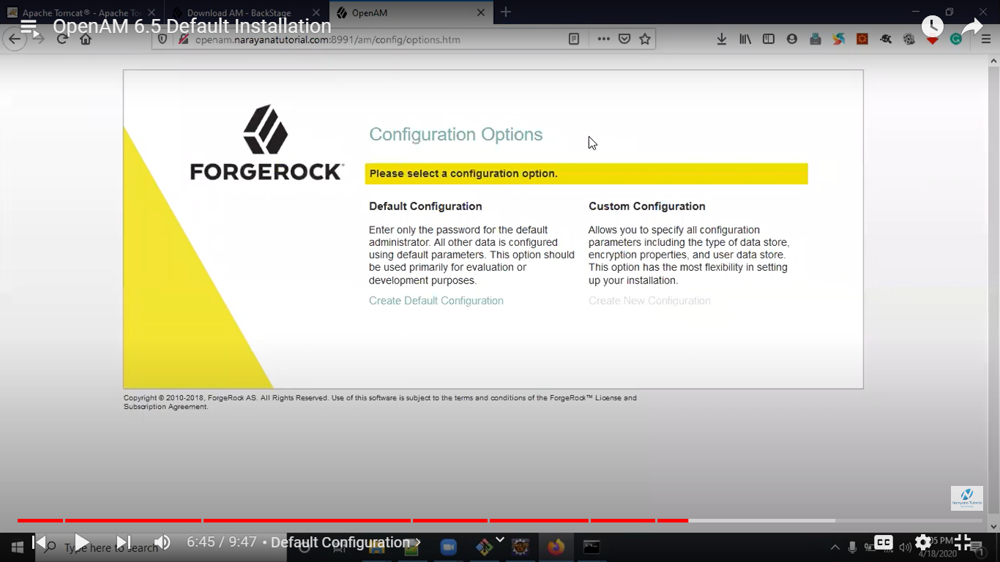 Apache Tomcat® - Apache To
Download AM - BackStage
OpenAM
OpenAM 6.5 Default Installation
openam.narayanatutorial.com:8991/am/config/options.htm
FORGEROCK
Configuration Options
Please select a configuration option.
Default Configuration
Enter only the password for the default
administrator. All other data is configured
using default parameters. This option should
be used primarily for evaluation or
development purposes.
Create Default Configuration
Custom Configuration
Allows you to specify all configuration
parameters including the type of data store,
encryption properties, and user data store.
This option has the most flexibility in setting
up your installation.
Create New Configuration
Copyright © 2010-2018, ForgeRock AS. All Rights Reserved. Use of this software is subject to the terms and conditions of the ForgeRock™ License and
Subscription Agreement.
Narayana Tutorial
Type here to search
6:45 / 9:47 • Default Configuration
CC
05 PM
4/18/2020
1